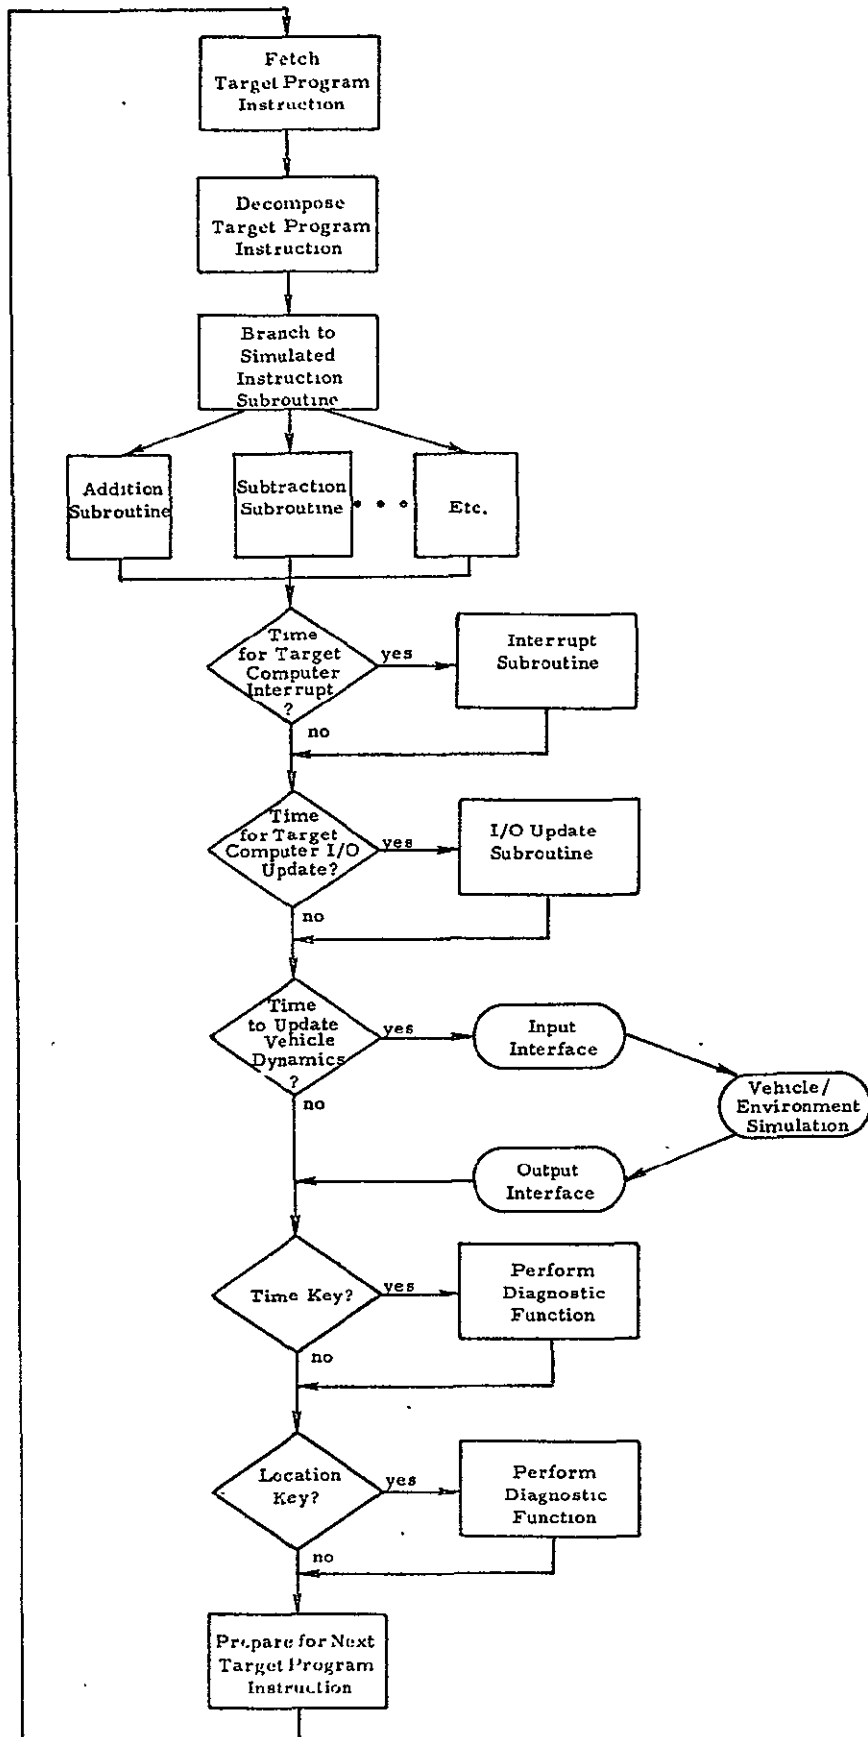 Fetch
Target Program
Instruction
Decompose
Target Program
Instruction
Branch to
Simulated
Instruction
Subroutine
Addition
Subroutine
Subtraction
Subroutine
Etc.
Time
for Target
Computer
Interrupt
?
yes
Interrupt
Subroutine
no
Time
for Target
Computer I/O
Update?
yes
I/O Update
Subroutine
no
Time
to Update
Vehicle
Dynamics
?
yes
Input
Interface
Vehicle/
Environment
Simulation
no
Output
Interface
Time Key?
yes
Perform
Diagnostic
Function
no
Location
Key?
yes
Perform
Diagnostic
Function
no
Prepare for Next
Target Program
Instruction